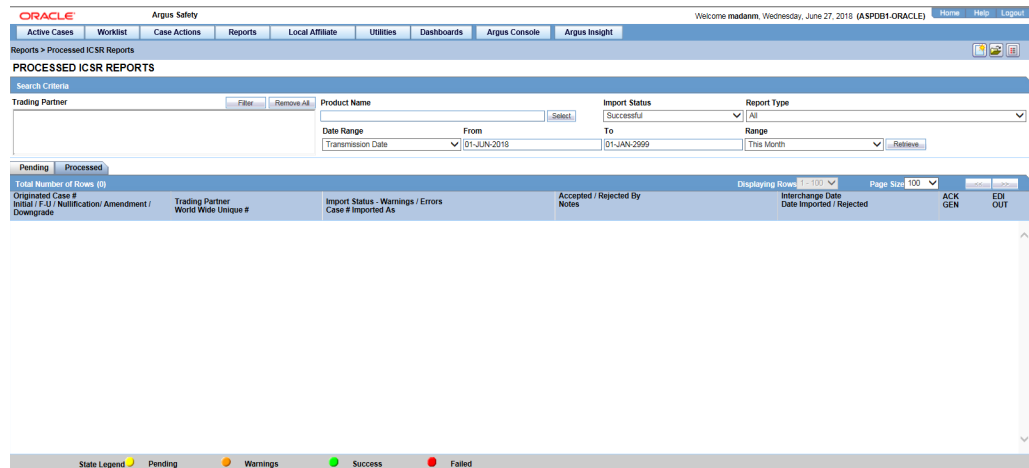 ORACLE Argus Safety Welcome madanm, Wednesday, June 27, 2018 (ASPDB1-ORACLE) Home Help Logout
Active Cases Worklist Case Actions Reports Local Affiliate Utilities Dashboards Argus Console Argus Insight
Reports > Processed ICSR Reports
PROCESSED ICSR REPORTS
Search Criteria
Trading Partner Filter Remove All Product Name Import Status Report Type
Select Successful All
Date Range From To Range
Transmission Date 01-JUN-2018 01-JAN-2999 This Month Retrieve
Pending Processed
Total Number of Rows (0) Displaying Rows 1 - 100 Page Size 100 << >>
Originated Case #
Initial / F-U / Nullification/ Amendment /
Downgrade
Trading Partner
World Wide Unique #
Import Status - Warnings / Errors
Case # Imported As
Accepted / Rejected By
Notes
Interchange Date
Date Imported / Rejected
ACK
GEN
EDI
OUT
State Legend Pending Warnings Success Failed